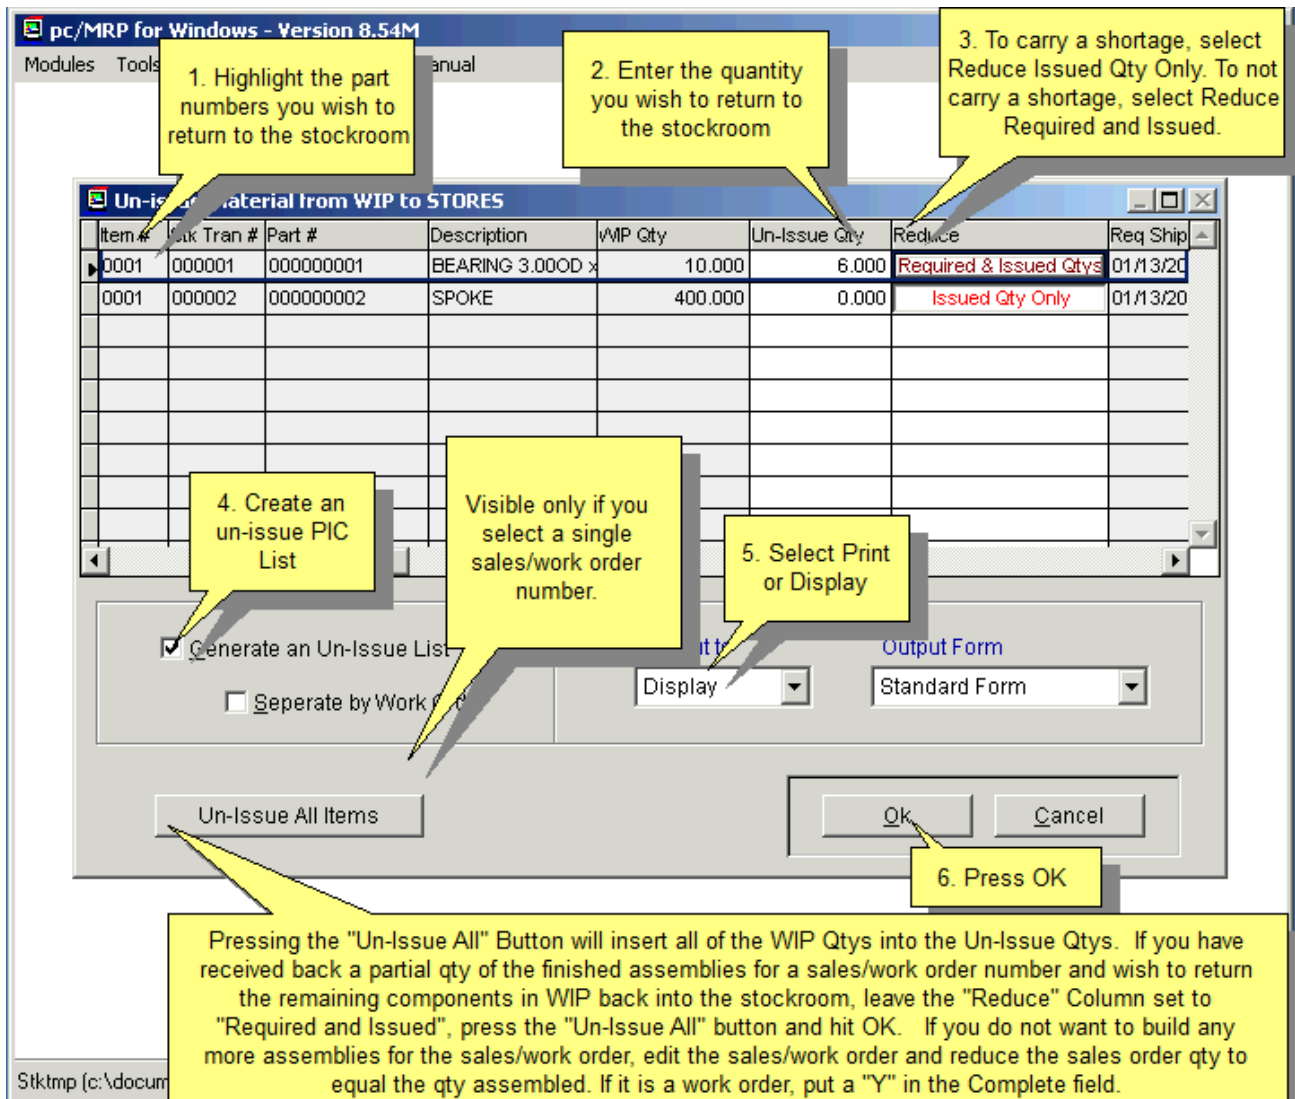 pc/MRP for Windows - Version 8.54M
Modules Tools anual
1. Highlight the part
numbers you wish to
return to the stockroom
2. Enter the quantity
you wish to return to
the stockroom
3. To carry a shortage, select
Reduce Issued Qty Only. To not
carry a shortage, select Reduce
Required and Issued.
Un-is aterial from WIP to STORES
Item # Stk Tran # Part # Description WIP Qty Un-Issue Qty Reduce Req Ship
0001 000001 000000001 BEARING 3.00OD x 10.000 6.000 Required & Issued Qtys 01/13/20
0001 000002 000000002 SPOKE 400.000 0.000 Issued Qty Only 01/13/20
4. Create an
un-issue PIC
List
Visible only if you
select a single
sales/work order
number.
5. Select Print
or Display
Generate an Un-Issue List
Seperate by Work
Output Form
Display
Standard Form
Un-Issue All Items
Ok
Cancel
6. Press OK
Pressing the "Un-Issue All" Button will insert all of the WIP Qtys into the Un-Issue Qtys. If you have
received back a partial qty of the finished assemblies for a sales/work order number and wish to return
the remaining components in WIP back into the stockroom, leave the "Reduce" Column set to
"Required and Issued", press the "Un-Issue All" button and hit OK. If you do not want to build any
more assemblies for the sales/work order, edit the sales/work order and reduce the sales order qty to
equal the qty assembled. If it is a work order, put a "Y" in the Complete field.
Stktmp (c:\docum